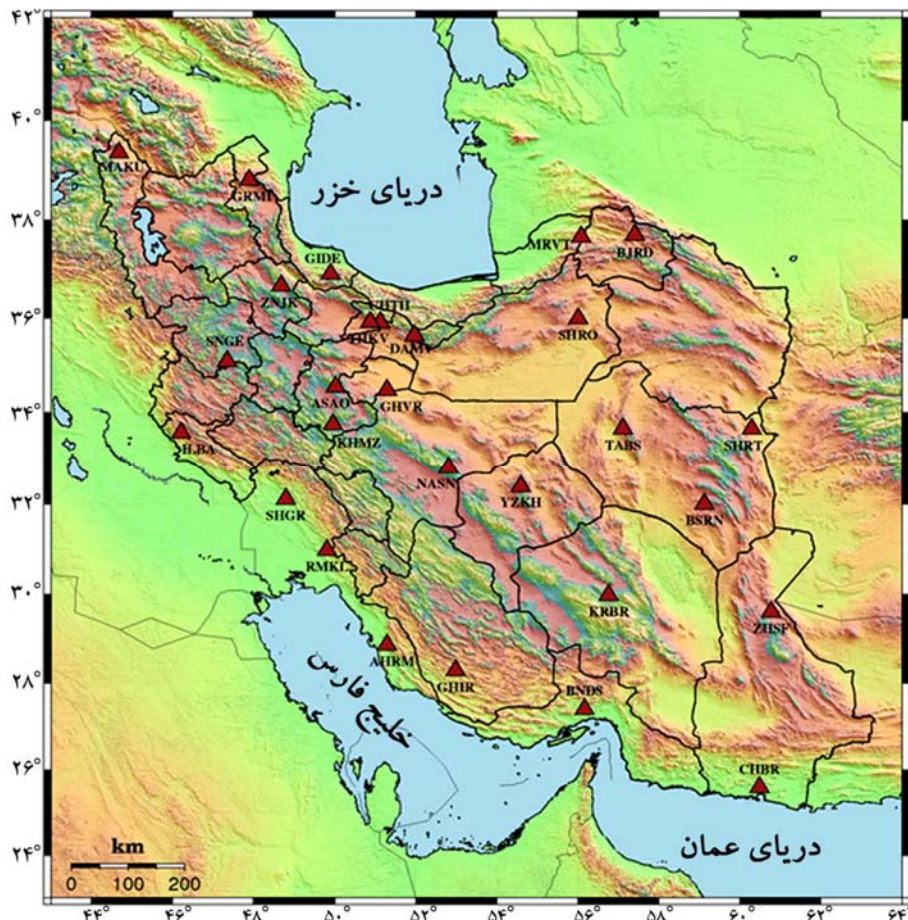 ۴۲°
۴۰°
۳۸°
۳۶°
۳۴°
۳۲°
۳۰°
۲۸°
۲۶°
۲۴°
MAKU
GRMI
دریای خزر
MRVT
BJRD
GIDE
ZNJK
CHTH
THKV
DAMV
SHRO
SNGE
ASAO
GHVR
KHMZ
TABS
SHRT
ILBA
NASN
YZKH
BSRN
SHGR
RMKL
KRBR
ZHSF
AHRM
خلیج فارس
GHIR
BNDS
CHBR
دریای عمان
km
0 100 200
۴۴° ۴۶° ۴۸° ۵۰° ۵۲° ۵۴° ۵۶° ۵۸° ۶۰° ۶۲° ۶۴°